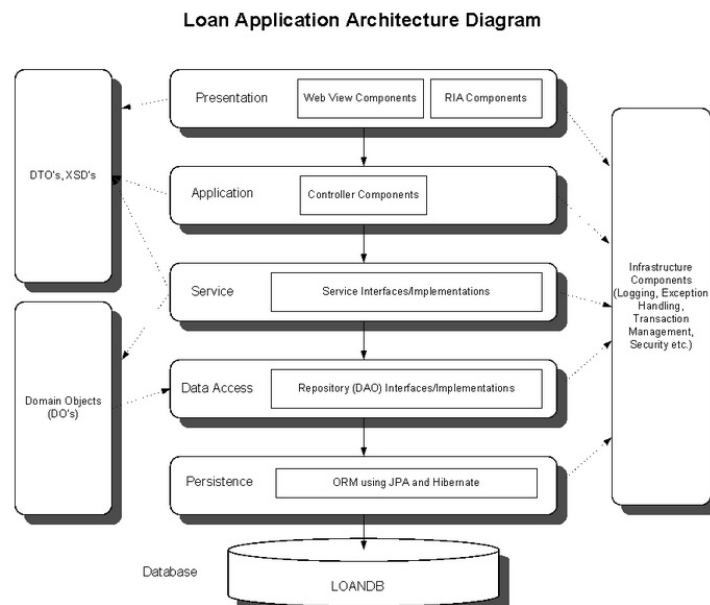 Loan Application Architecture Diagram
Presentation
Web View Components
RIA Components
DTO's, XSD's
Application
Controller Components
Service
Service Interfaces/Implementations
Infrastructure
Components
(Logging, Exception
Handling,
Transaction
Management,
Security etc.)
Domain Objects
(DO's)
Data Access
Repository (DAO) Interfaces/Implementations
Persistence
ORM using JPA and Hibernate
Database
LOANDB